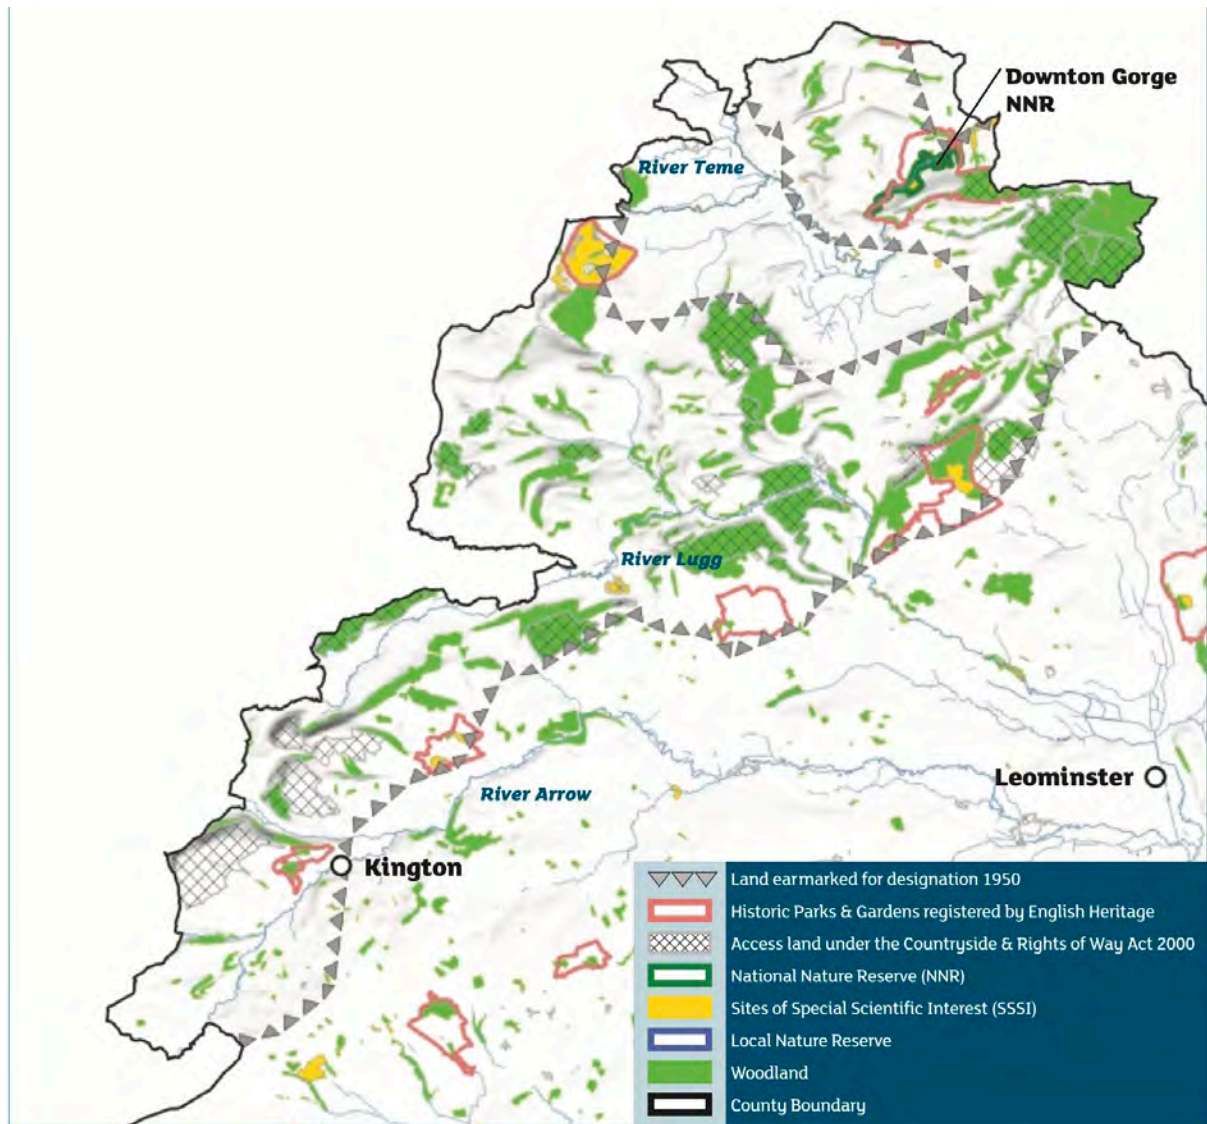 Downton Gorge
NNR
River Teme
River Lugg
River Arrow
Leominster
Kington
Land earmarked for designation 1950
Historic Parks & Gardens registered by English Heritage
Access land under the Countryside & Rights of Way Act 2000
National Nature Reserve (NNR)
Sites of Special Scientific Interest (SSSI)
Local Nature Reserve
Woodland
County Boundary